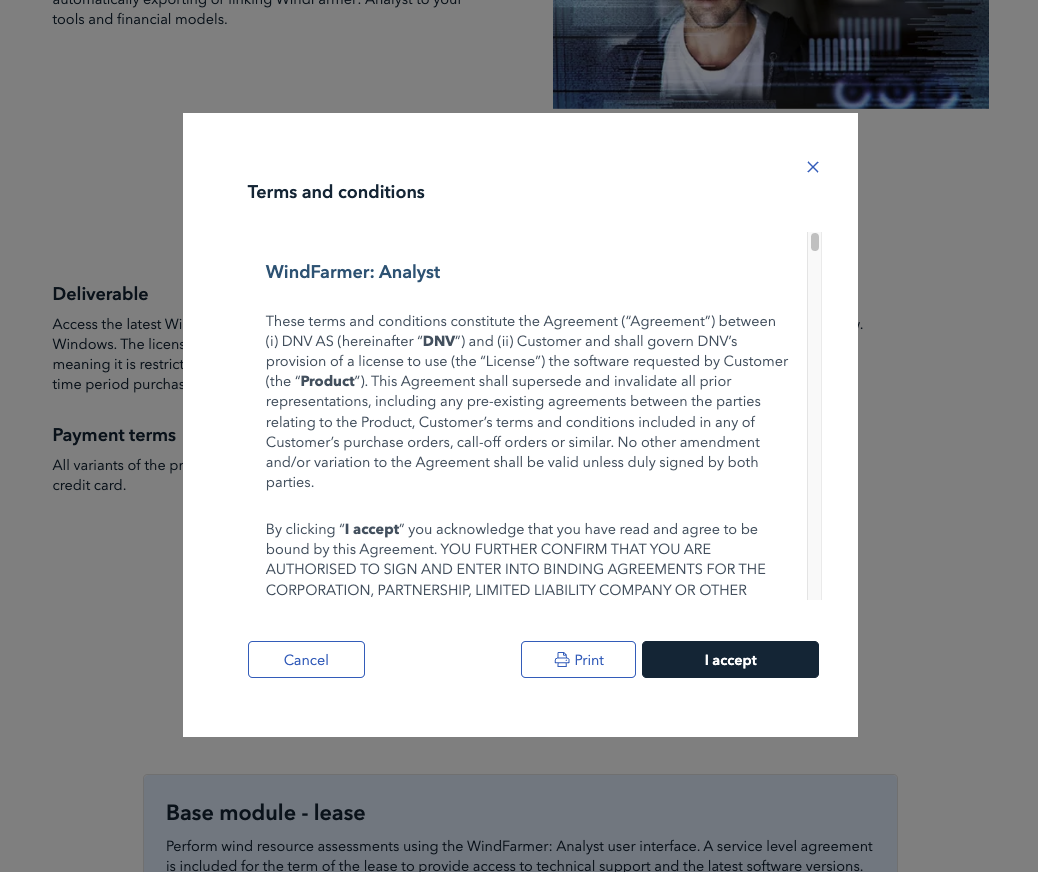 automatically exporting or linking WindFarmer: Analyst to your
tools and financial models.
Terms and conditions
WindFarmer: Analyst
These terms and conditions constitute the Agreement (“Agreement”) between
(i) DNV AS (hereinafter “DNV”) and (ii) Customer and shall govern DNV’s
provision of a license to use (the “License”) the software requested by Customer
(the “Product”). This Agreement shall supersede and invalidate all prior
representations, including any pre-existing agreements between the parties
relating to the Product, Customer’s terms and conditions included in any of
Customer’s purchase orders, call-off orders or similar. No other amendment
and/or variation to the Agreement shall be valid unless duly signed by both
parties.
By clicking “I accept” you acknowledge that you have read and agree to be
bound by this Agreement. YOU FURTHER CONFIRM THAT YOU ARE
AUTHORISED TO SIGN AND ENTER INTO BINDING AGREEMENTS FOR THE
CORPORATION, PARTNERSHIP, LIMITED LIABILITY COMPANY OR OTHER
Cancel
Print
I accept
Deliverable
Access the latest
Windows. The
meaning it is
time period
Payment terms
All variants of the
credit card.
Base module - lease
Perform wind resource assessments using the WindFarmer: Analyst user interface. A service level agreement
is included for the term of the lease to provide access to technical support and the latest software versions.